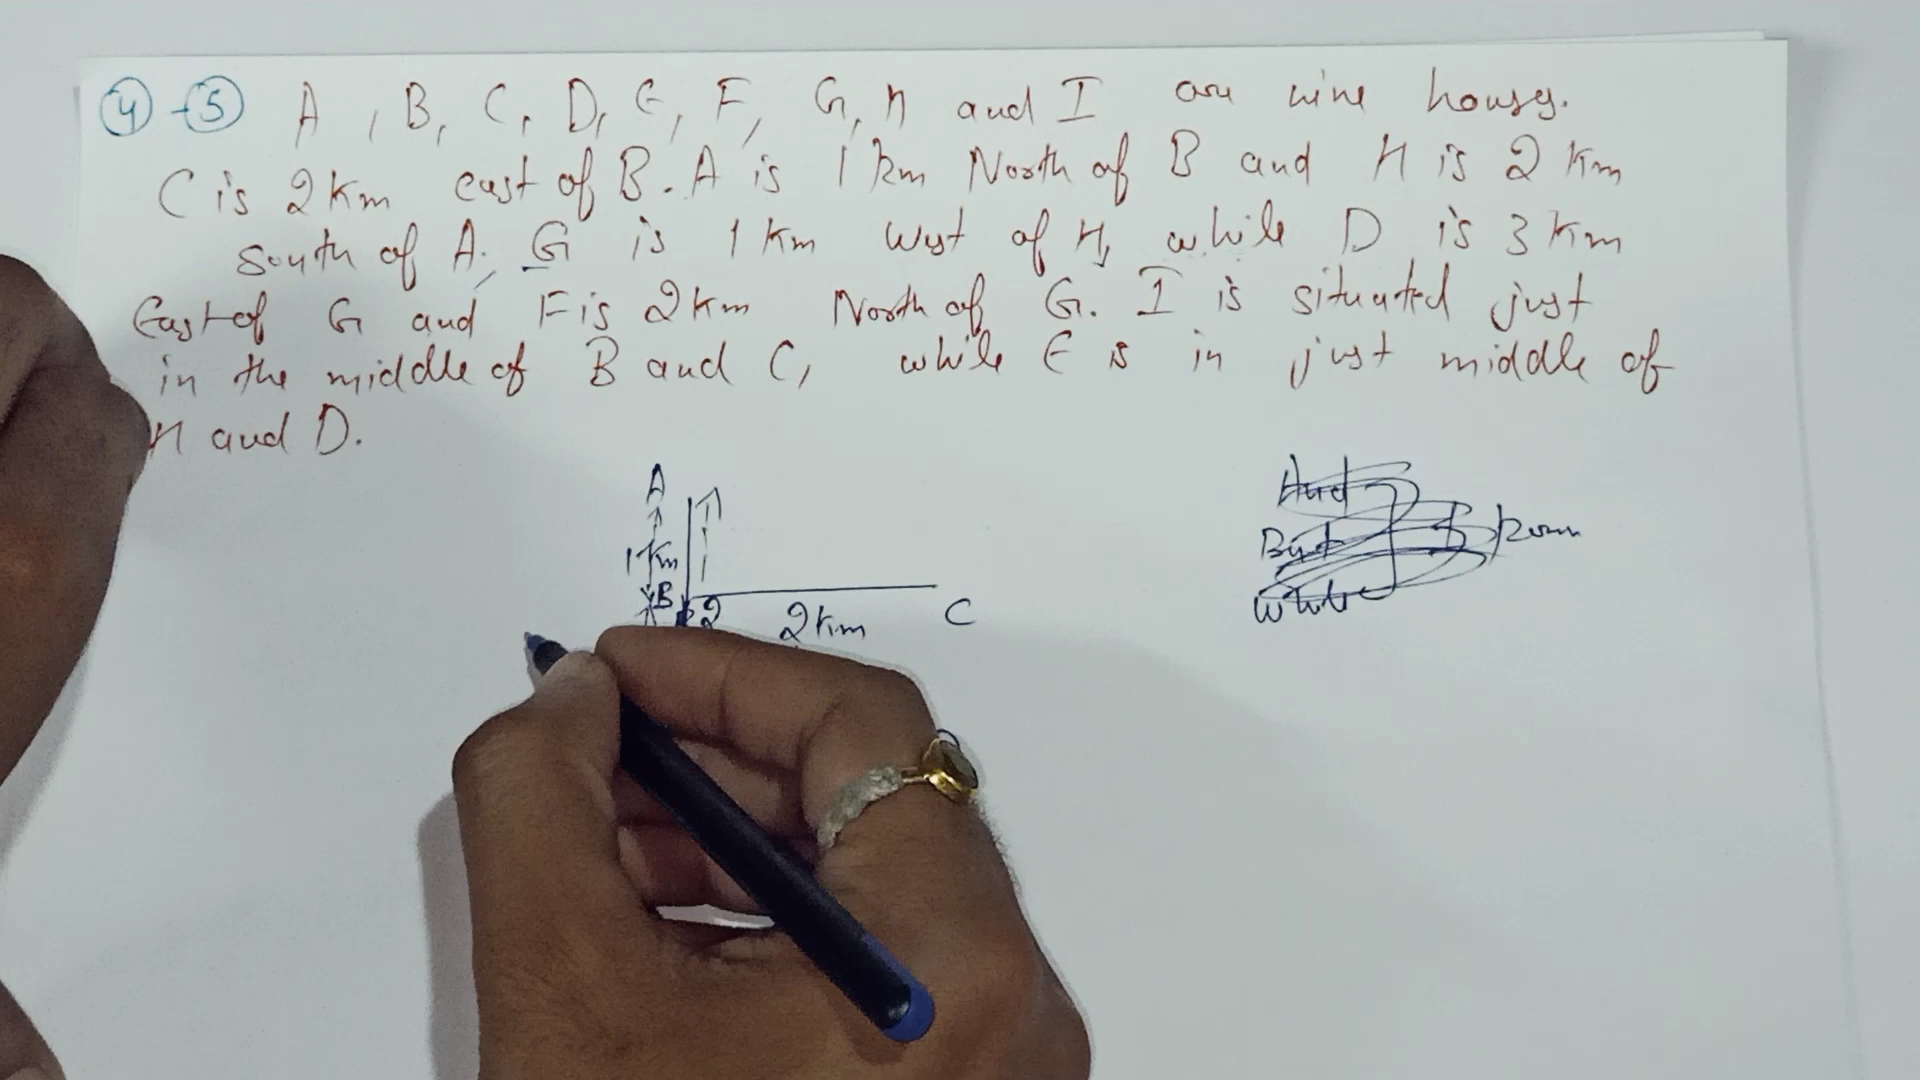 4 - 5 A, B, C, D, E, F, G, H and I are nine houses.
C is 2 km east of B. A is 1 km North of B and H is 2 km
south of A. G is 1 km west of H, while D is 3 km
East of G and F is 2 km North of G. I is situated just
in the middle of B and C, while E is in just middle of
H and D.
A
1 km
B 2 2 km C